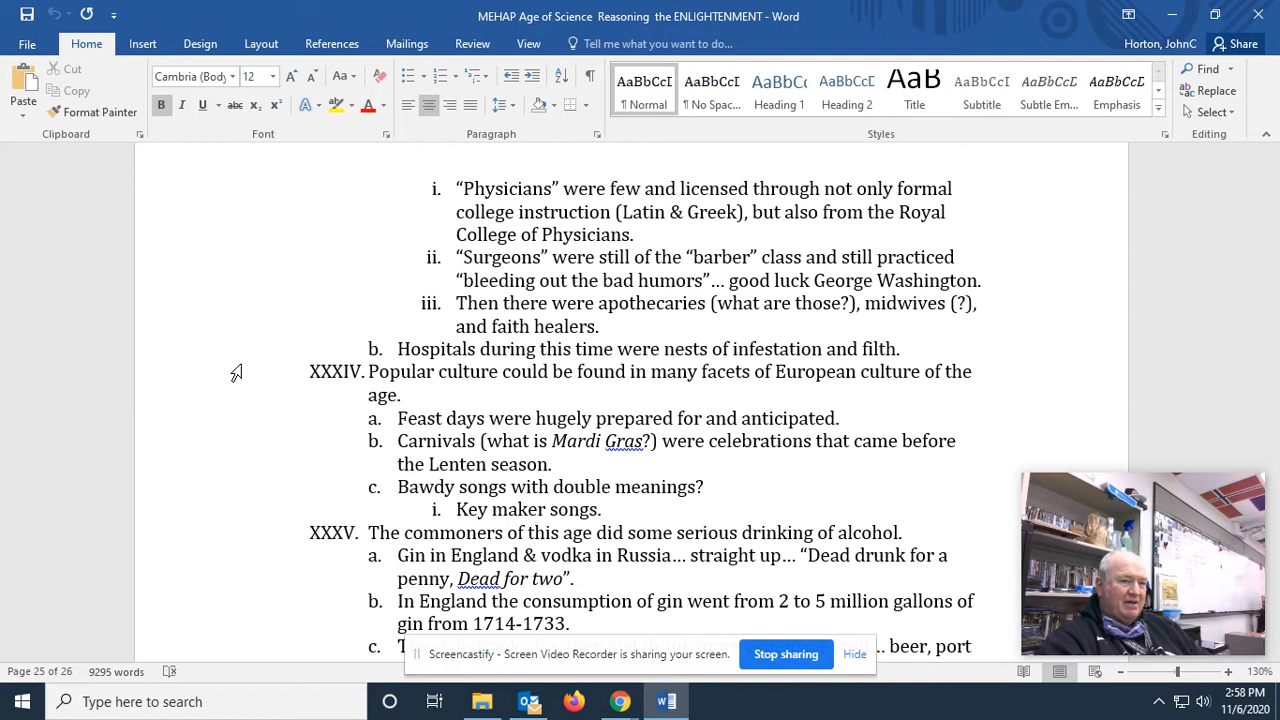 MEHAP Age of Science Reasoning the ENLIGHTENMENT - Word
File Home Insert Design Layout References Mailings Review View Tell me what you want to do... Horton, JohnC Share
Cut
Copy
Format Painter
Paste
Cambria (Body 12
AaBbCcI AaBbCcI AaBbC( AaBbCcI AaB AaBbCcD AaBbCcD AaBbCcD
¶ Normal ¶ No Spac... Heading 1 Heading 2 Title Subtitle Subtle Em... Emphasis
Find
Replace
Select
Clipboard Font Paragraph Styles Editing
i. “Physicians” were few and licensed through not only formal
college instruction (Latin & Greek), but also from the Royal
College of Physicians.
ii. “Surgeons” were still of the “barber” class and still practiced
“bleeding out the bad humors”… good luck George Washington.
iii. Then there were apothecaries (what are those?), midwives (?),
and faith healers.
b. Hospitals during this time were nests of infestation and filth.
XXXIV. Popular culture could be found in many facets of European culture of the
age.
a. Feast days were hugely prepared for and anticipated.
b. Carnivals (what is Mardi Gras?) were celebrations that came before
the Lenten season.
c. Bawdy songs with double meanings?
i. Key maker songs.
XXXV. The commoners of this age did some serious drinking of alcohol.
a. Gin in England & vodka in Russia… straight up… “Dead drunk for a
penny, Dead for two”.
b. In England the consumption of gin went from 2 to 5 million gallons of
gin from 1714-1733.
c. .. beer, port
Screencastify - Screen Video Recorder is sharing your screen. Stop sharing Hide
Page 25 of 26 9295 words 130%
Type here to search
2:58 PM
11/6/2020